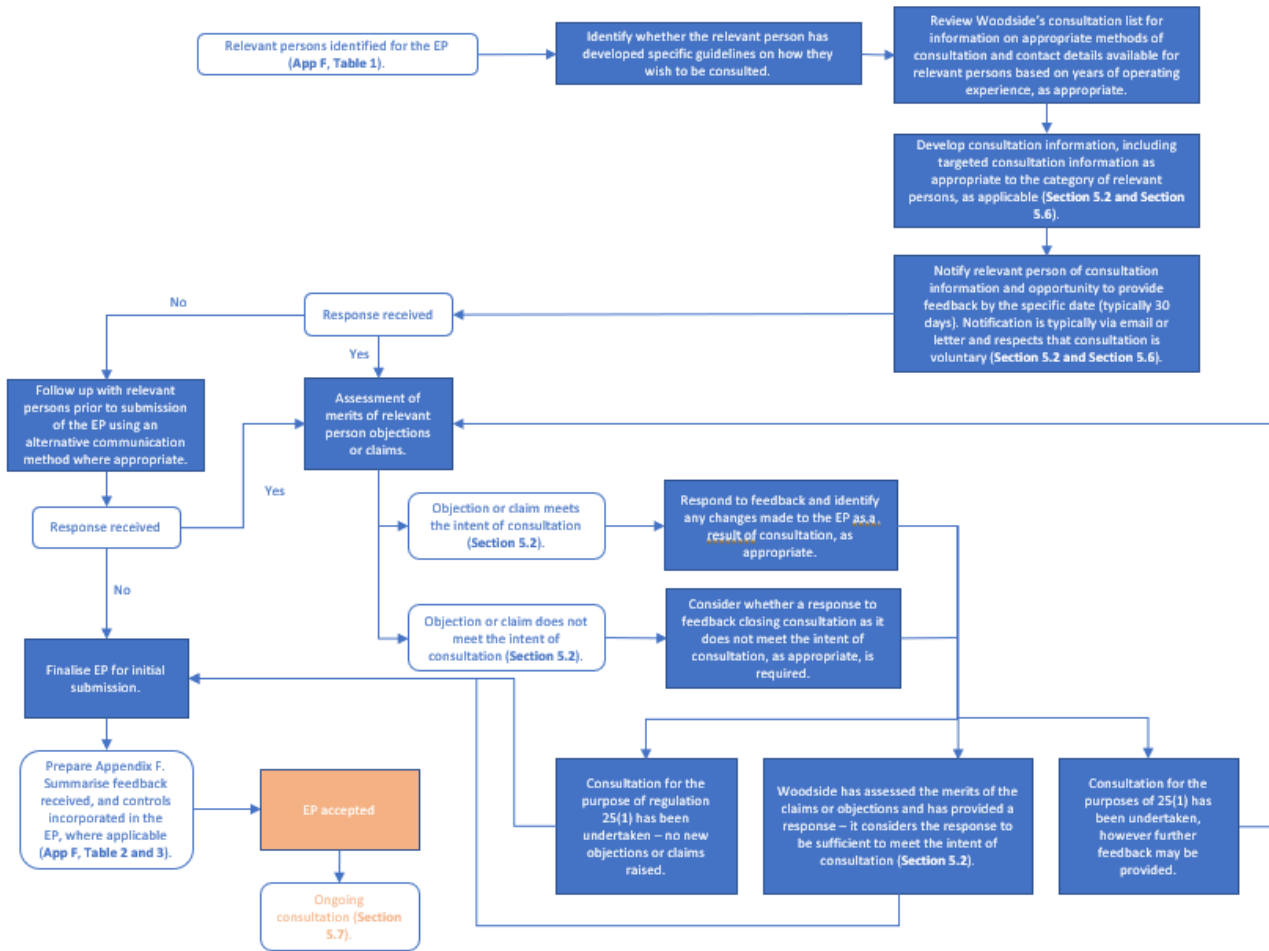 Relevant persons identified for the EP
(App F, Table 1).
Identify whether the relevant person has
developed specific guidelines on how they
wish to be consulted.
Review Woodside's consultation list for
information on appropriate methods of
consultation and contact details available for
relevant persons based on years of operating
experience, as appropriate.
Develop consultation information, including
targeted consultation information as
appropriate to the category of relevant
persons, as applicable (Section 5.2 and Section
5.6).
Notify relevant person of consultation
information and opportunity to provide
feedback by the specific date (typically 30
days). Notification is typically via email or
letter and respects that consultation is
voluntary (Section 5.2 and Section 5.6).
No
Response received
Yes
Follow up with relevant
persons prior to submission
of the EP using an
alternative communication
method where appropriate.
Assessment of
merits of relevant
person objections
or claims.
Yes
Response received
No
Objection or claim meets
the intent of consultation
(Section 5.2).
Respond to feedback and identify
any changes made to the EP as a
result of consultation, as
appropriate.
Objection or claim does not
meet the intent of
consultation (Section 5.2).
Consider whether a response to
feedback closing consultation as it
does not meet the intent of
consultation, as appropriate, is
required.
Finalise EP for initial
submission.
Prepare Appendix F.
Summarise feedback
received, and controls
incorporated in the
EP, where applicable
(App F, Table 2 and 3).
EP accepted
Ongoing
consultation (Section
5.7).
Consultation for the
purpose of regulation
25(1) has been
undertaken – no new
objections or claims
raised.
Woodside has assessed the merits of the
claims or objections and has provided a
response – it considers the response to
be sufficient to meet the intent of
consultation (Section 5.2).
Consultation for the
purposes of 25(1) has
been undertaken,
however further
feedback may be
provided.